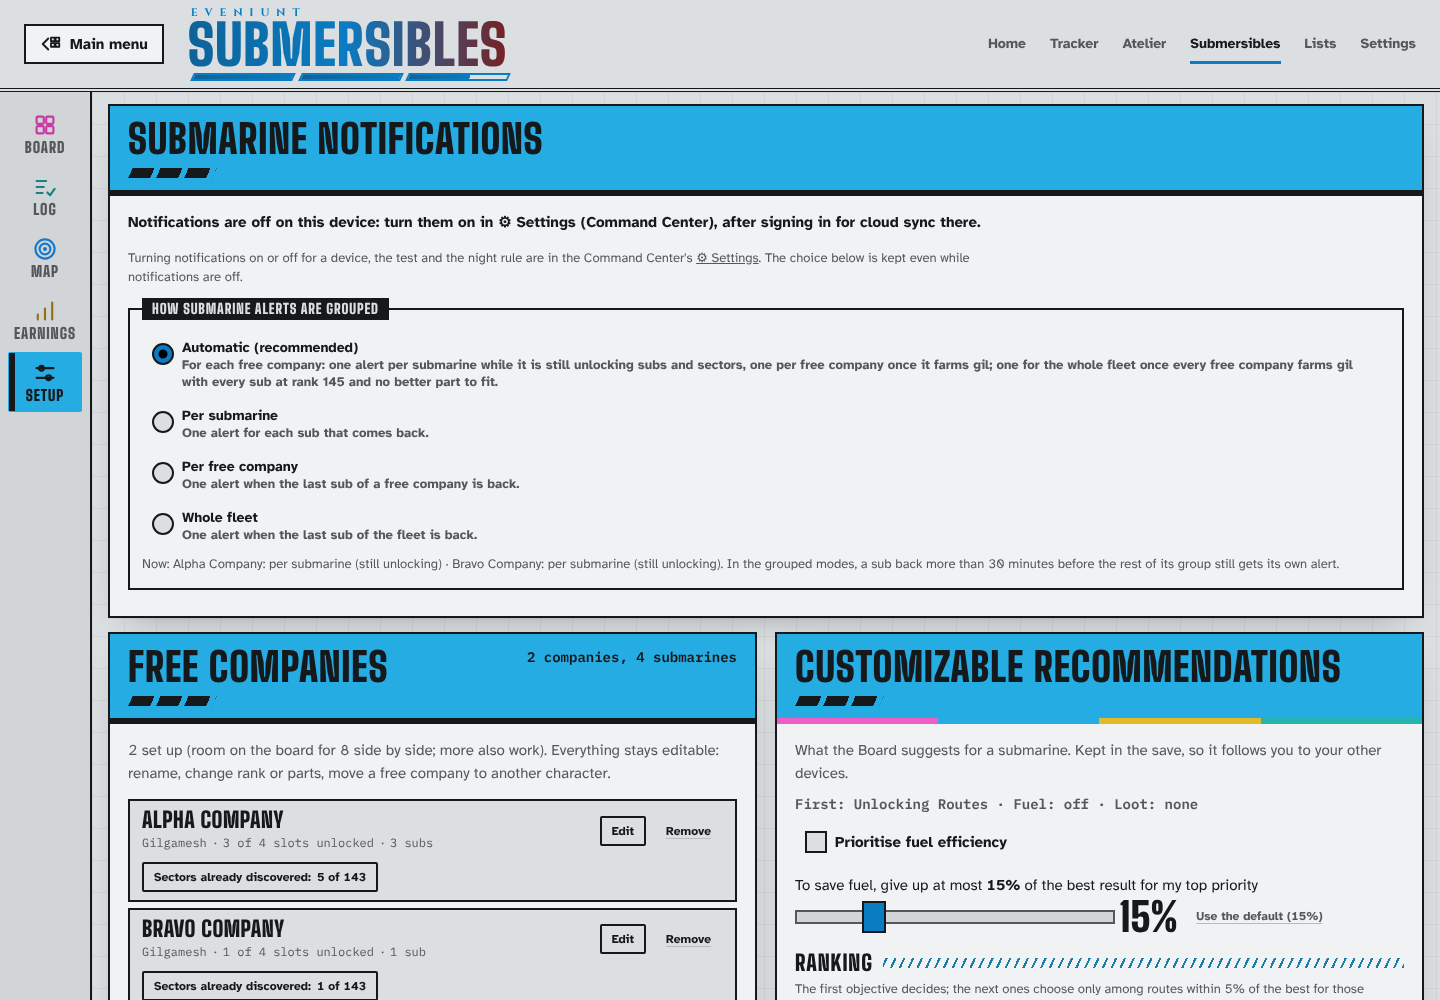 Main menu
EVENIUNT
SUBMERSIBLES
Home Tracker Atelier Submersibles Lists Settings
BOARD
LOG
MAP
EARNINGS
SETUP
SUBMARINE NOTIFICATIONS
Notifications are off on this device: turn them on in ⚙ Settings (Command Center), after signing in for cloud sync there.
Turning notifications on or off for a device, the test and the night rule are in the Command Center's ⚙ Settings. The choice below is kept even while
notifications are off.
HOW SUBMARINE ALERTS ARE GROUPED
Automatic (recommended)
For each free company: one alert per submarine while it is still unlocking subs and sectors, one per free company once it farms gil; one for the whole fleet once every free company farms gil
with every sub at rank 145 and no better part to fit.
Per submarine
One alert for each sub that comes back.
Per free company
One alert when the last sub of a free company is back.
Whole fleet
One alert when the last sub of the fleet is back.
Now: Alpha Company: per submarine (still unlocking) · Bravo Company: per submarine (still unlocking). In the grouped modes, a sub back more than 30 minutes before the rest of its group still gets its own alert.
FREE COMPANIES
2 companies, 4 submarines
2 set up (room on the board for 8 side by side; more also work). Everything stays editable:
rename, change rank or parts, move a free company to another character.
ALPHA COMPANY
Gilgamesh · 3 of 4 slots unlocked · 3 subs
Edit Remove
Sectors already discovered: 5 of 143
BRAVO COMPANY
Gilgamesh · 1 of 4 slots unlocked · 1 sub
Edit Remove
Sectors already discovered: 1 of 143
CUSTOMIZABLE RECOMMENDATIONS
What the Board suggests for a submarine. Kept in the save, so it follows you to your other
devices.
First: Unlocking Routes · Fuel: off · Loot: none
Prioritise fuel efficiency
To save fuel, give up at most 15% of the best result for my top priority
15% Use the default (15%)
RANKING
The first objective decides; the next ones choose only among routes within 5% of the best for those